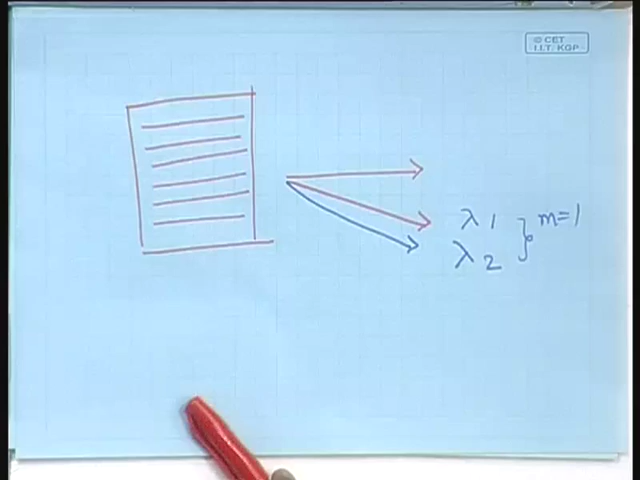 © CET
I.I.T. KGP
λ 1
λ 2
} m=1